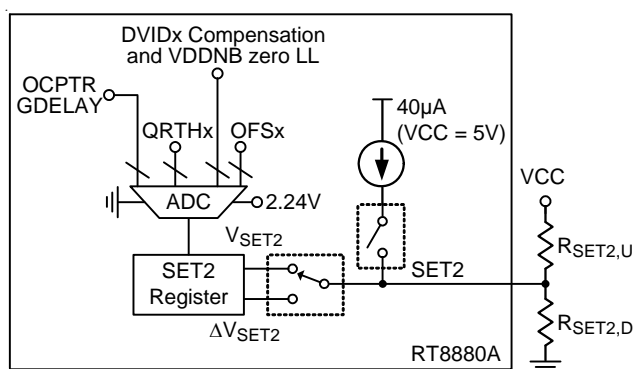 DVIDx Compensation
and VDDNB zero LL
OCPTR
GDELAY
QRTHx
OFSx
40µA
(VCC = 5V)
ADC
2.24V
VCC
VSET2
SET2
Register
SET2
RSET2,U
ΔVSET2
RSET2,D
RT8880A